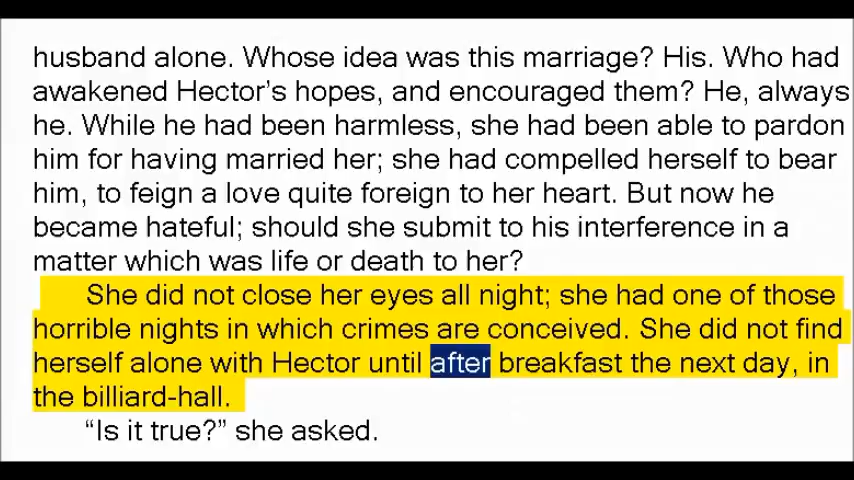 husband alone. Whose idea was this marriage? His. Who had
awakened Hector’s hopes, and encouraged them? He, always
he. While he had been harmless, she had been able to pardon
him for having married her; she had compelled herself to bear
him, to feign a love quite foreign to her heart. But now he
became hateful; should she submit to his interference in a
matter which was life or death to her?
She did not close her eyes all night; she had one of those
horrible nights in which crimes are conceived. She did not find
herself alone with Hector until after breakfast the next day, in
the billiard-hall.
“Is it true?” she asked.